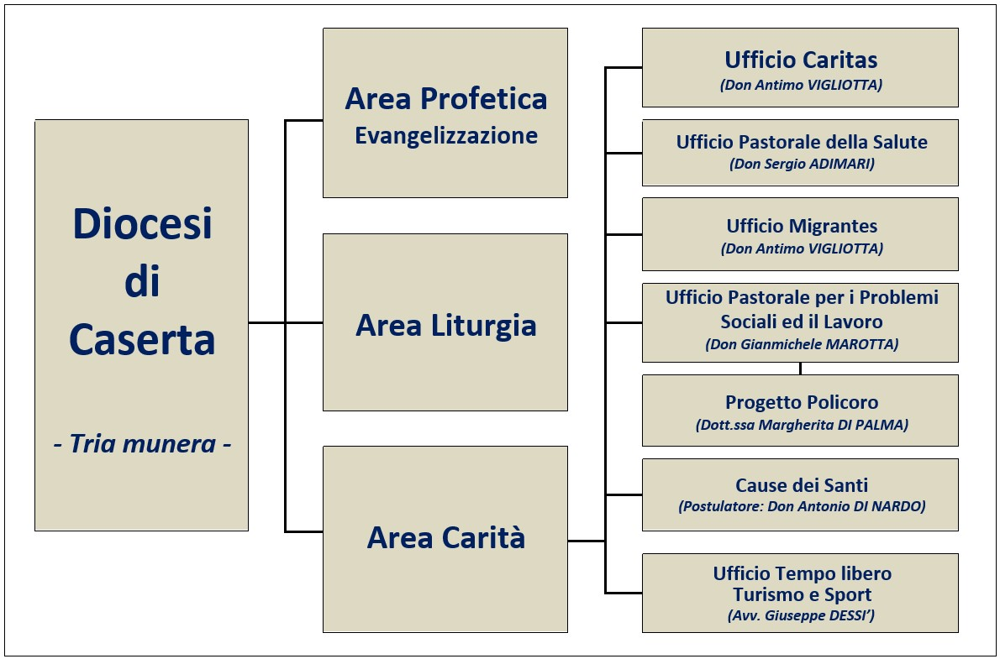 Diocesi
di
Caserta
- Tria munera -
Area Profetica
Evangelizzazione
Area Liturgia
Area Carità
Ufficio Caritas
(Don Antimo VIGLIOTTA)
Ufficio Pastorale della Salute
(Don Sergio ADIMARI)
Ufficio Migrantes
(Don Antimo VIGLIOTTA)
Ufficio Pastorale per i Problemi
Sociali ed il Lavoro
(Don Gianmichele MAROTTA)
Progetto Policoro
(Dott.ssa Margherita DI PALMA)
Cause dei Santi
(Postulatore: Don Antonio DI NARDO)
Ufficio Tempo libero
Turismo e Sport
(Avv. Giuseppe DESSI’)